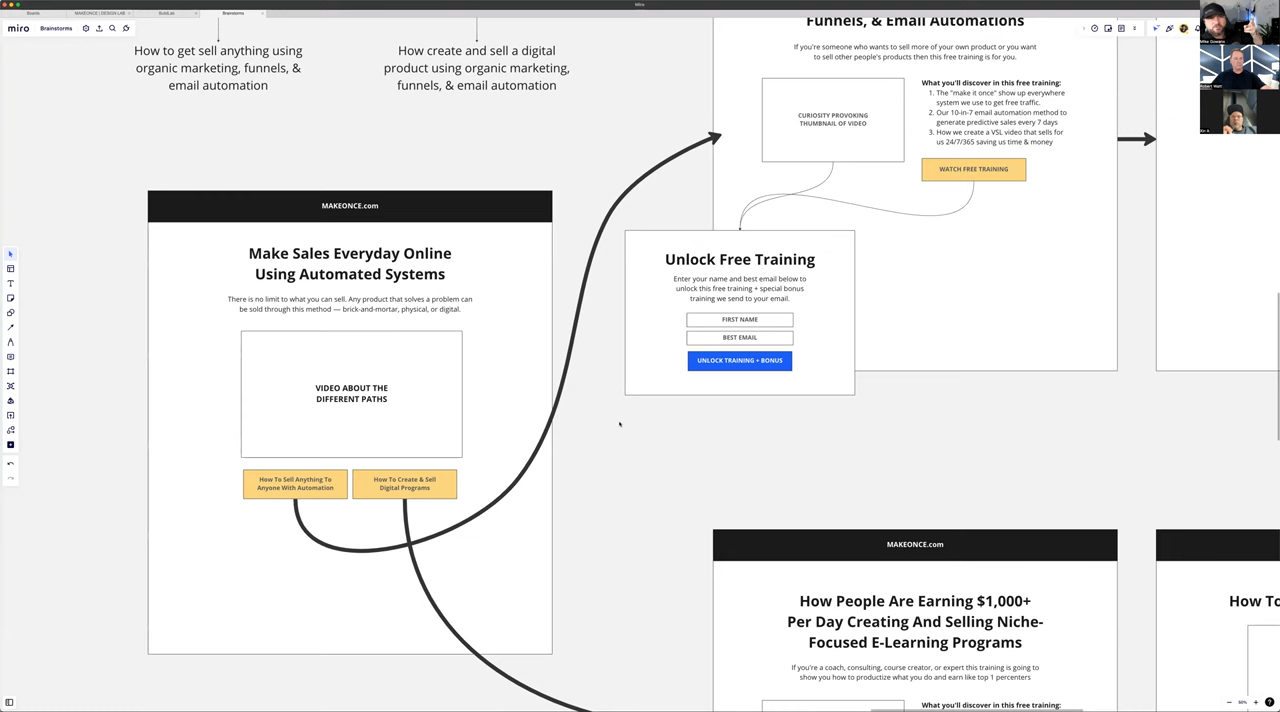 Miro
Boards
MAKEONCE | DESIGN LAB
BuildLab
Brainstorms
miro
Brainstorms
How to get sell anything using
organic marketing, funnels, &
email automation
How create and sell a digital
product using organic marketing,
funnels, & email automation
Funnels, & Email Automations
If you're someone who wants to sell more of your own product or you want
to sell other people's products then this free training is for you.
CURIOSITY PROVOKING
THUMBNAIL OF VIDEO
What you'll discover in this free training:
1. The "make it once" show up everywhere
system we use to get free traffic.
2. Our 10-in-7 email automation method to
generate predictive sales every 7 days
3. How we create a VSL video that sells for
us 24/7/365 saving us time & money
WATCH FREE TRAINING
MAKEONCE.com
Make Sales Everyday Online
Using Automated Systems
There is no limit to what you can sell. Any product that solves a problem can
be sold through this method — brick-and-mortar, physical, or digital.
VIDEO ABOUT THE
DIFFERENT PATHS
How To Sell Anything To
Anyone With Automation
How To Create & Sell
Digital Programs
Unlock Free Training
Enter your name and best email below to
unlock this free training + special bonus
training we send to your email.
FIRST NAME
BEST EMAIL
UNLOCK TRAINING + BONUS
MAKEONCE.com
How People Are Earning $1,000+
Per Day Creating And Selling Niche-
Focused E-Learning Programs
If you're a coach, consulting, course creator, or expert this training is going to
show you how to productize what you do and earn like top 1 percenters
What you'll discover in this free training:
How To
50%